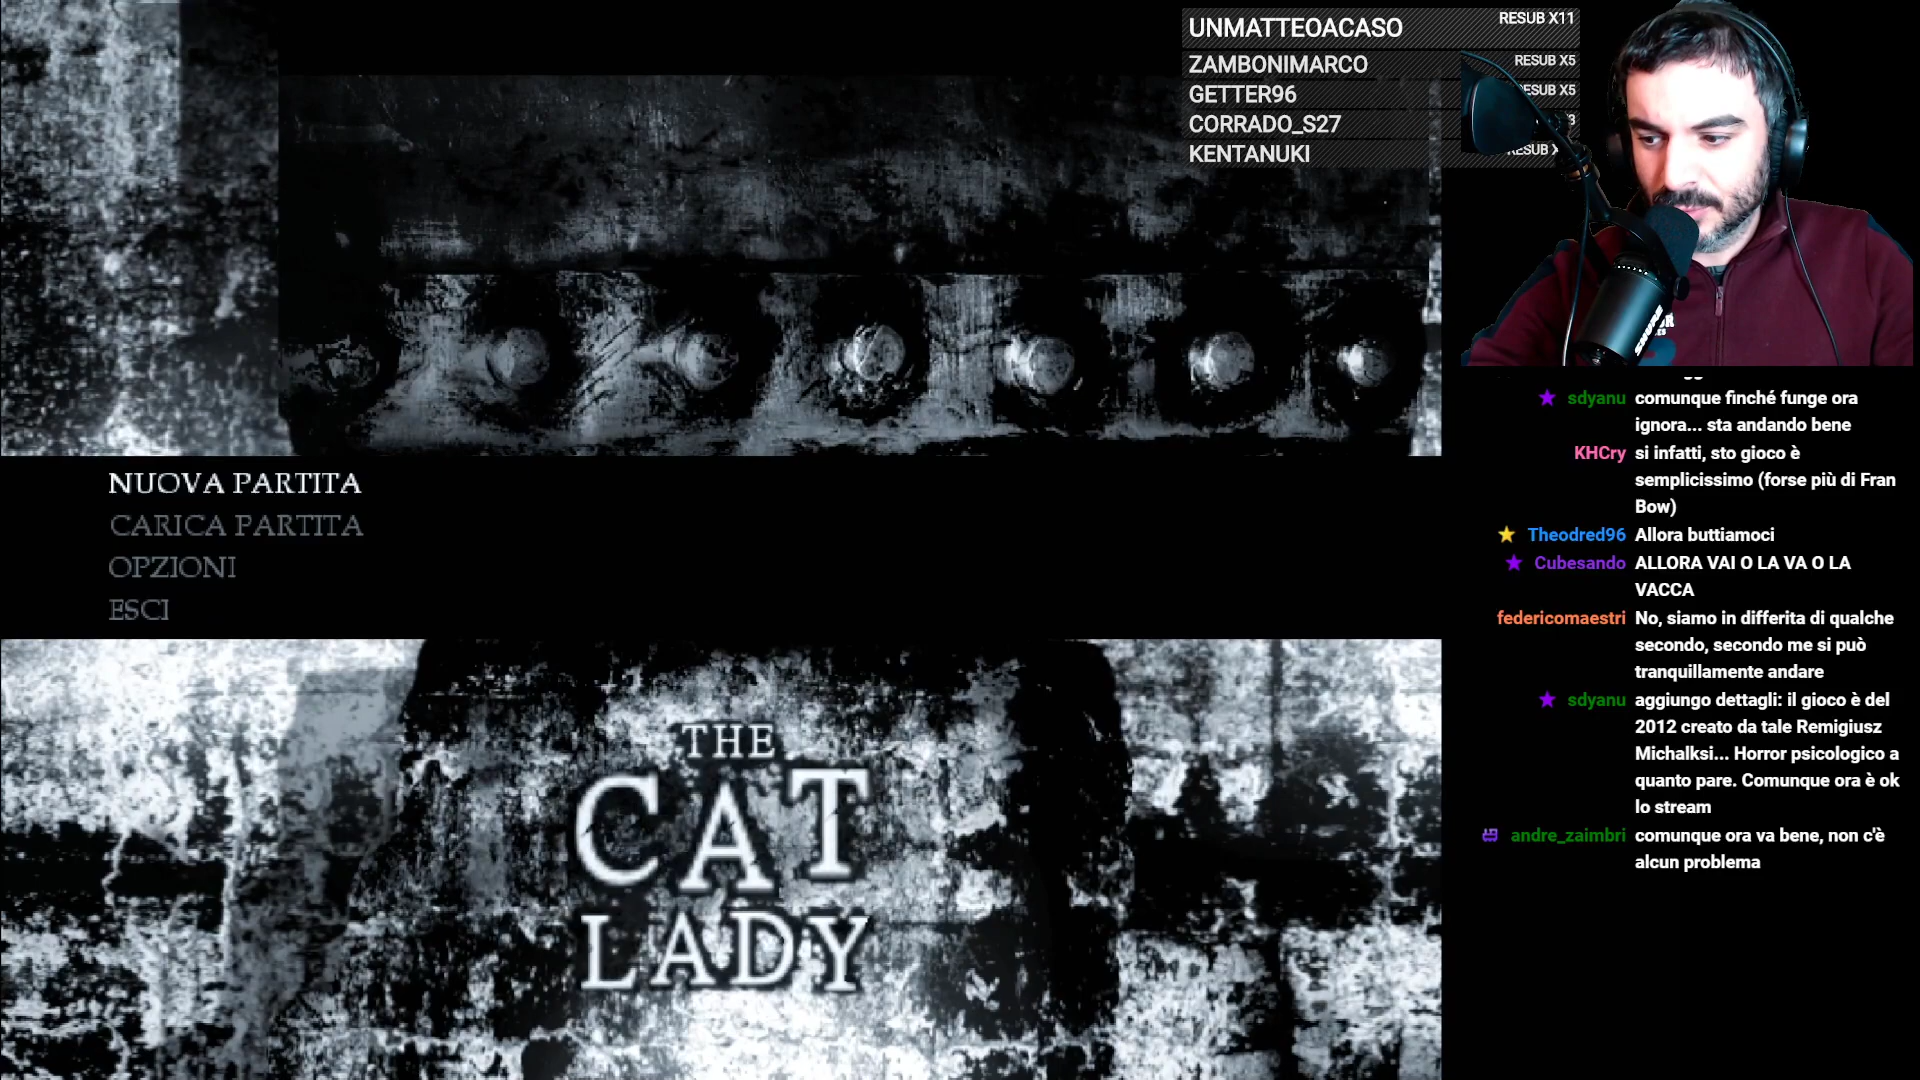 UNMATTEOACASO RESUB X11
ZAMBONIMARCO RESUB X5
GETTER96 ESUB X5
CORRADO_S27
KENTANUKI RESUB X
NUOVA PARTITA
CARICA PARTITA
OPZIONI
ESCI
THE
CAT
LADY
SHURE
sdyanu comunque finché funge ora
ignora... sta andando bene
KHCry si infatti, sto gioco è
semplicissimo (forse più di Fran
Bow)
Theodred96 Allora buttiamoci
Cubesando ALLORA VAI O LA VA O LA
VACCA
federicomaestri No, siamo in differita di qualche
secondo, secondo me si può
tranquillamente andare
sdyanu aggiungo dettagli: il gioco è del
2012 creato da tale Remigiusz
Michalksi... Horror psicologico a
quanto pare. Comunque ora è ok
lo stream
andre_zaimbri comunque ora va bene, non c'è
alcun problema